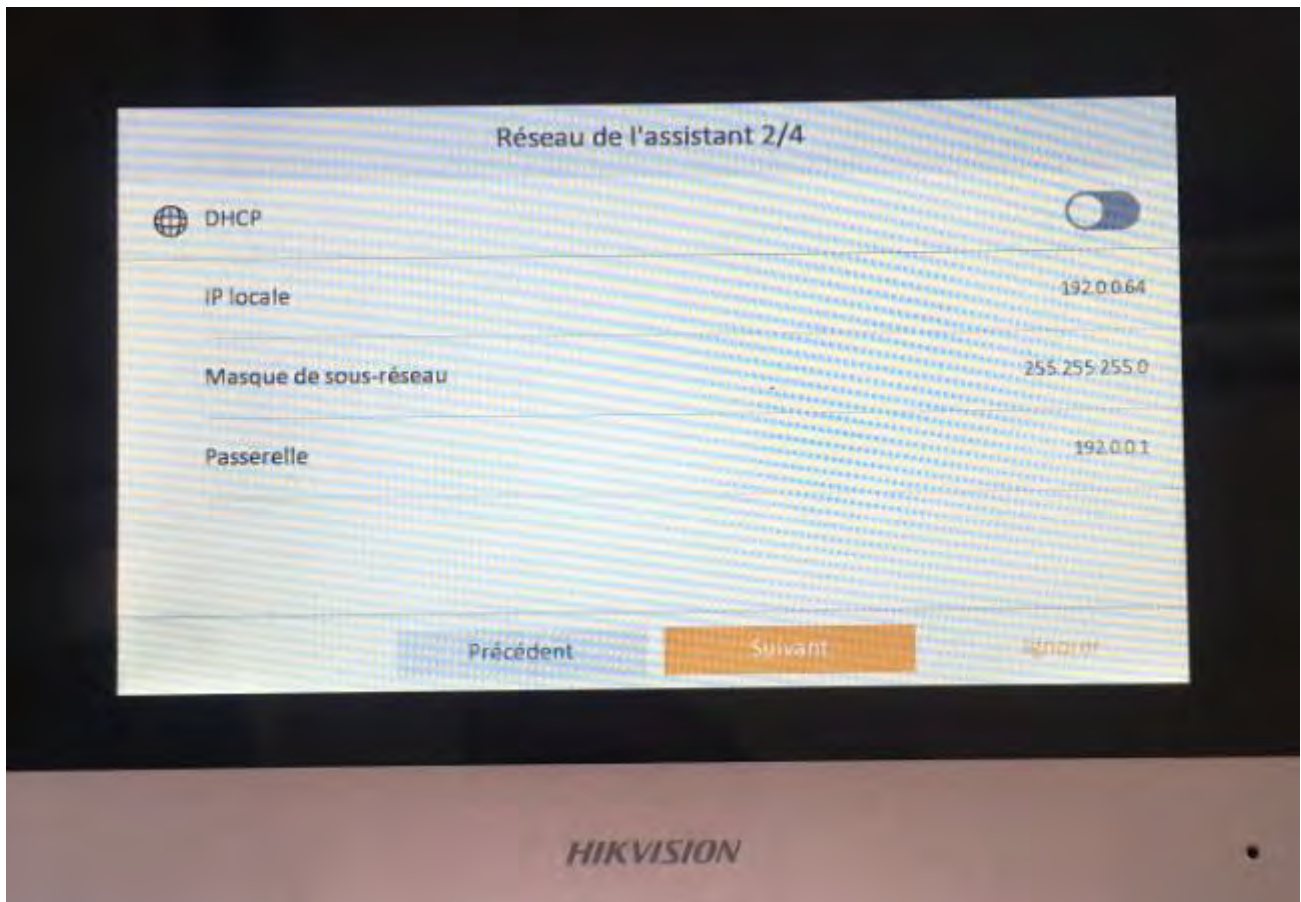 Réseau de l'assistant 2/4
DHCP
IP locale 192.0.0.64
Masque de sous-réseau 255.255.255.0
Passerelle 192.0.0.1
Précédent Suivant Ignorer
HIKVISION